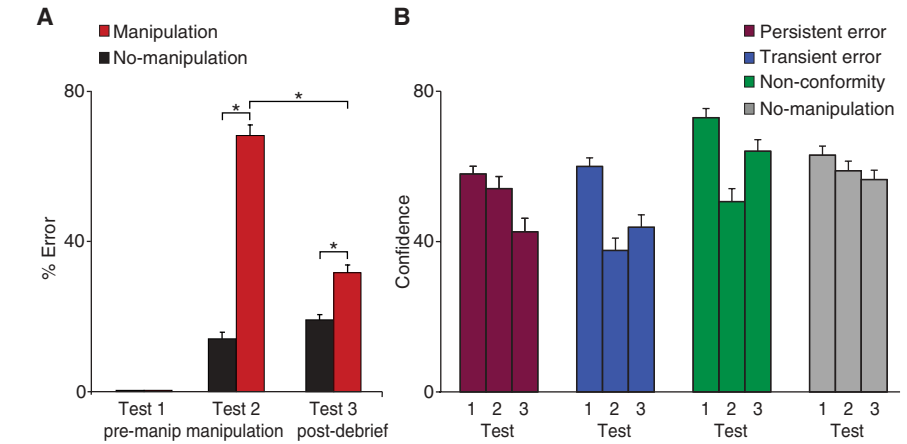 A
Manipulation
No-manipulation
80
40
0
% Error
*
*
*
Test 1
pre-manip
Test 2
manipulation
Test 3
post-debrief
B
Persistent error
Transient error
Non-conformity
No-manipulation
80
40
0
Confidence
1 2 3
Test
1 2 3
Test
1 2 3
Test
1 2 3
Test